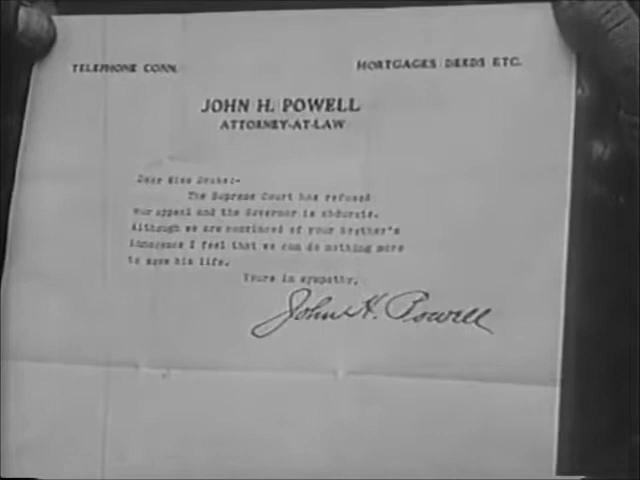 TELEPHONE CONN. MORTGAGES DEEDS ETC.
JOHN H. POWELL
ATTORNEY-AT-LAW
Dear Miss Drake:-
The Supreme Court has refused
our appeal and the Governor is obdurate.
Although we are convinced of your brother's
innocence I feel that we can do nothing more
to save his life.
Yours in sympathy,
John H. Powell